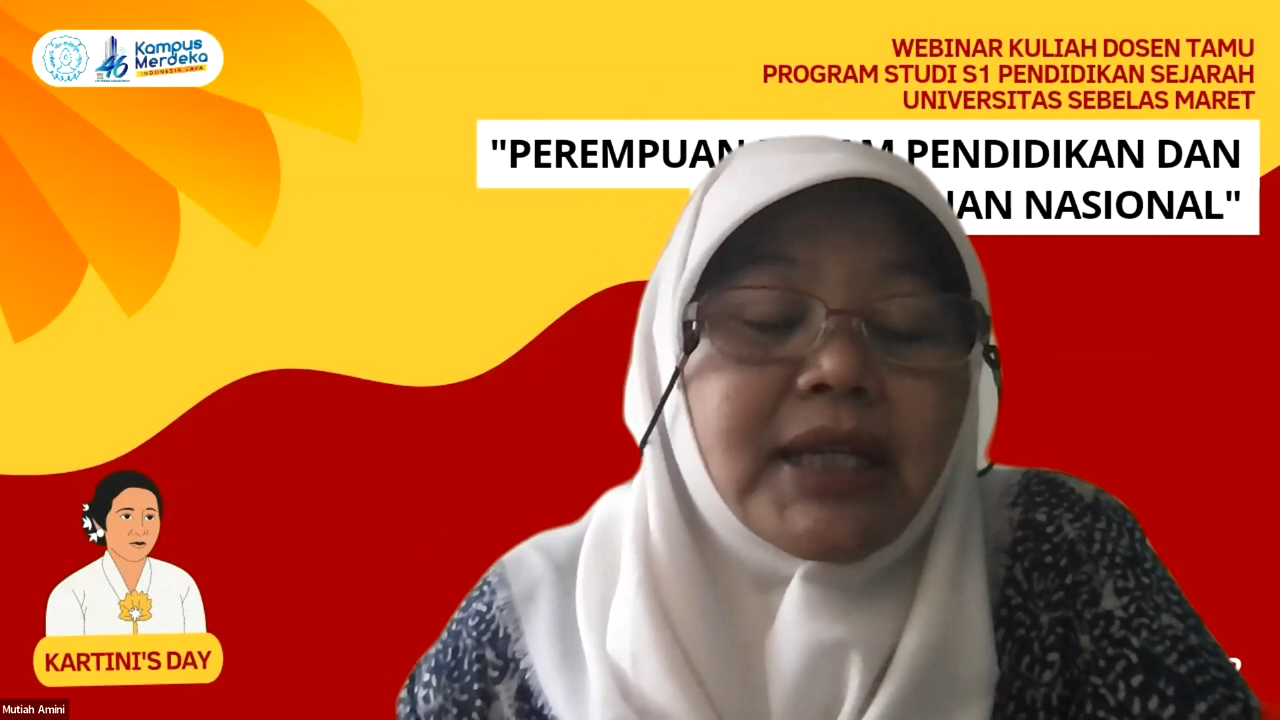 Kampus
Merdeka
INDONESIA JAYA
46
WEBINAR KULIAH DOSEN TAMU
PROGRAM STUDI S1 PENDIDIKAN SEJARAH
UNIVERSITAS SEBELAS MARET
"PEREMPUAN PENDIDIKAN DAN
NASIONAL"
KARTINI'S DAY
Mutiah Amini